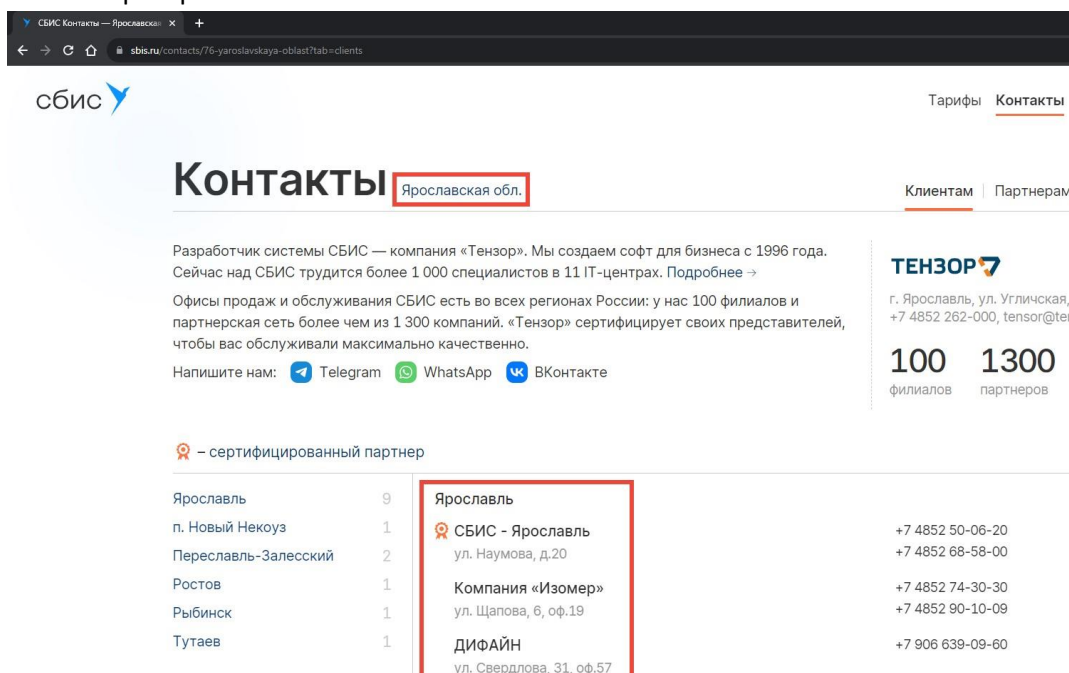 СБИС Контакты — Ярославская
sbis.ru/contacts/76-yaroslavskaya-oblast?tab=clients
сбис
Тарифы Контакты
Контакты Ярославская обл.
Клиентам Партнерам
Разработчик системы СБИС — компания «Тензор». Мы создаем софт для бизнеса с 1996 года.
Сейчас над СБИС трудится более 1 000 специалистов в 11 IT-центрах. Подробнее →
Офисы продаж и обслуживания СБИС есть во всех регионах России: у нас 100 филиалов и
партнерская сеть более чем из 1 300 компаний. «Тензор» сертифицирует своих представителей,
чтобы вас обслуживали максимально качественно.
Напишите нам: Telegram WhatsApp ВКонтакте
ТЕНЗОР
г. Ярославль, ул. Угличская,
+7 4852 262-000, tensor@te
100 1300
филиалов партнеров
– сертифицированный партнер
Ярославль 9
п. Новый Некоуз 1
Переславль-Залесский 2
Ростов 1
Рыбинск 1
Тутаев 1
Ярославль
СБИС - Ярославль
+7 4852 50-06-20
ул. Наумова, д.20
+7 4852 68-58-00
Компания «Изомер»
+7 4852 74-30-30
ул. Щапова, 6, оф.19
+7 4852 90-10-09
ДИФАЙН
+7 906 639-09-60
ул. Свердлова, 31, оф.57